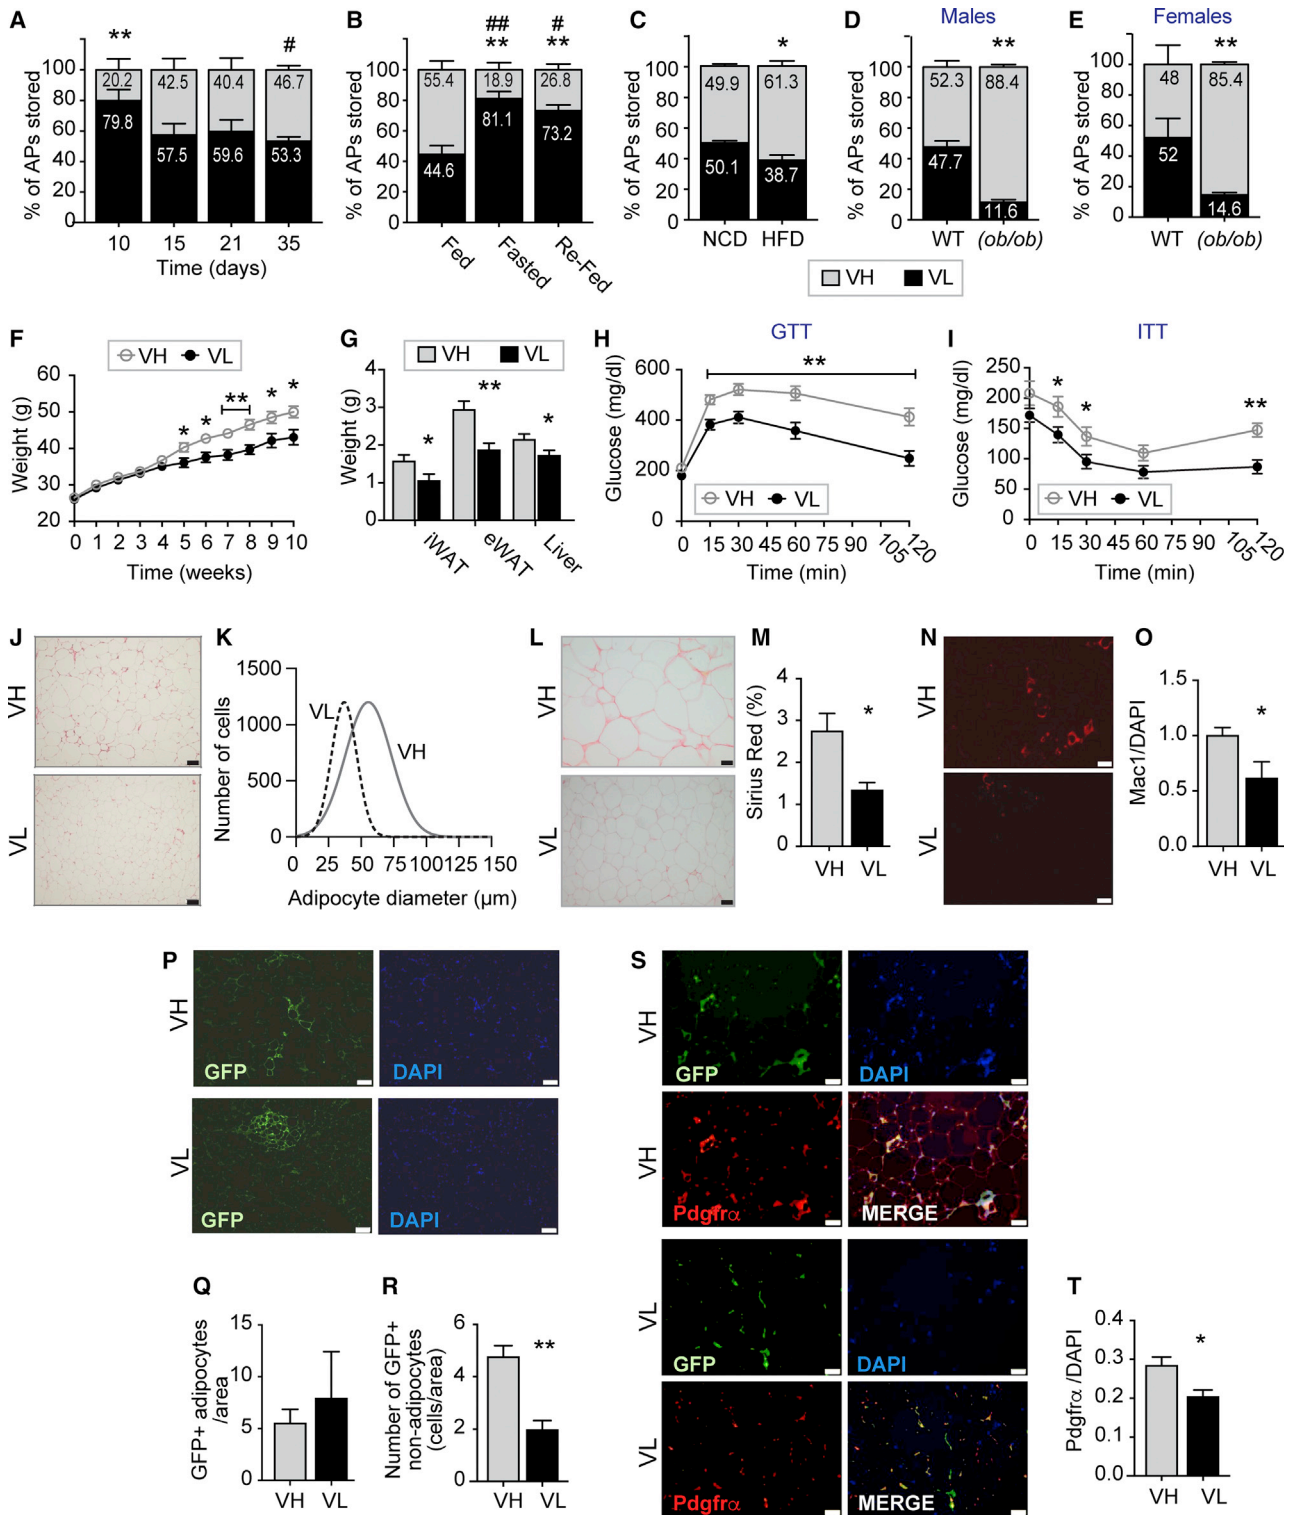 A
% of APs stored
100
80
60
40
20
0
**
#
20.2
42.5
40.4
46.7
79.8
57.5
59.6
53.3
10
15
21
35
Time (days)
B
% of APs stored
100
80
60
40
20
0
##
**
#
**
55.4
18.9
26.8
44.6
81.1
73.2
Fed
Fasted
Re-Fed
C
% of APs stored
100
80
60
40
20
0
*
49.9
61.3
50.1
38.7
NCD
HFD
D
Males
% of APs stored
100
80
60
40
20
0
**
52.3
88.4
47.7
11.6
WT
(ob/ob)
E
Females
% of APs stored
100
80
60
40
20
0
**
48
85.4
52
14.6
WT
(ob/ob)
VH
VL
F
VH
VL
Weight (g)
60
50
40
30
20
*
*
**
*
*
0 1 2 3 4 5 6 7 8 9 10
Time (weeks)
G
VH
VL
Weight (g)
4
3
2
1
0
*
**
*
iWAT
eWAT
Liver
H
GTT
Glucose (mg/dl)
600
400
200
0
**
VH
VL
0 15 30 45 60 75 90 105 120
Time (min)
I
ITT
Glucose (mg/dl)
250
200
150
100
50
0
*
*
**
VH
VL
0 15 30 45 60 75 90 105 120
Time (min)
J
VH
VL
K
Number of cells
1500
1000
500
0
VL
VH
0 25 50 75 100 125 150
Adipocyte diameter (µm)
L
VH
VL
M
Sirius Red (%)
4
3
2
1
0
*
VH
VL
N
VH
VL
O
Mac1/DAPI
1.5
1.0
0.5
0.0
*
VH
VL
P
VH
GFP
DAPI
VL
GFP
DAPI
Q
GFP+ adipocytes
/area
15
10
5
0
VH
VL
R
Number of GFP+
non-adipocytes
(cells/area)
6
4
2
0
**
VH
VL
S
VH
GFP
DAPI
VH
Pdgfrα
MERGE
VL
GFP
DAPI
VL
Pdgfrα
MERGE
T
Pdgfrα /DAPI
0.4
0.3
0.2
0.1
0.0
*
VH
VL